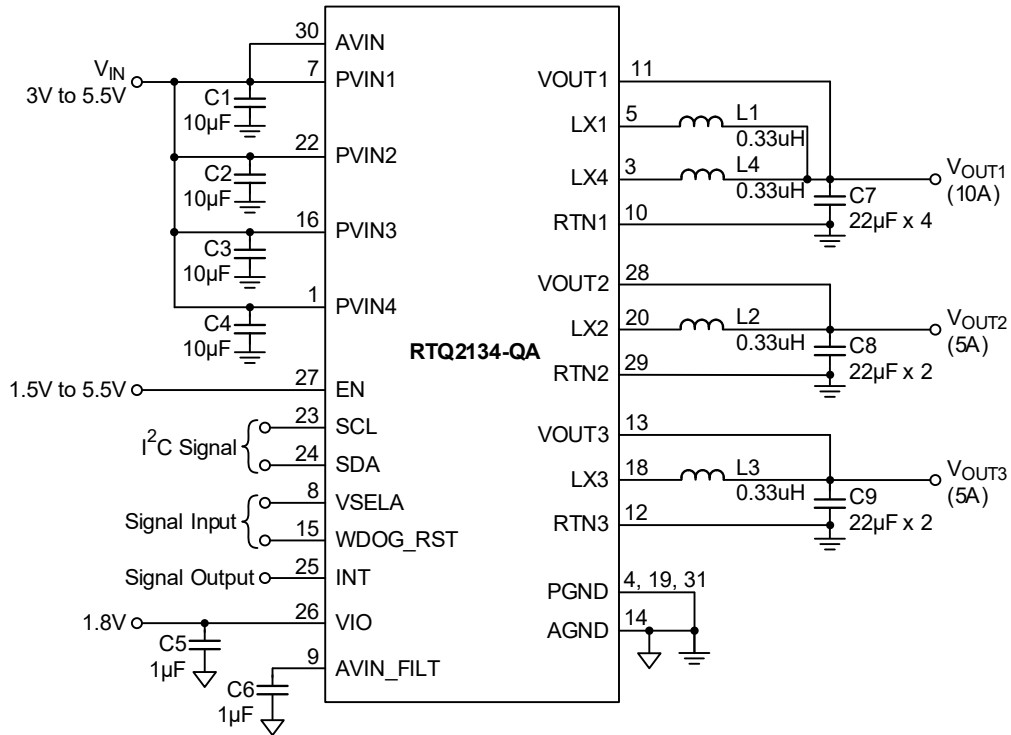 30 AVIN
V_IN
3V to 5.5V
7 PVIN1
C1
10µF
22 PVIN2
C2
10µF
16 PVIN3
C3
10µF
1 PVIN4
C4
10µF
RTQ2134-QA
1.5V to 5.5V
27 EN
I²C Signal
23 SCL
24 SDA
Signal Input
8 VSELA
15 WDOG_RST
Signal Output
25 INT
1.8V
26 VIO
C5
1µF
9 AVIN_FILT
C6
1µF
VOUT1 11
LX1 5
L1
0.33uH
LX4 3
L4
0.33uH
V_OUT1
(10A)
C7
22µF x 4
RTN1 10
VOUT2 28
LX2 20
L2
0.33uH
V_OUT2
(5A)
C8
22µF x 2
RTN2 29
VOUT3 13
LX3 18
L3
0.33uH
V_OUT3
(5A)
C9
22µF x 2
RTN3 12
PGND 4, 19, 31
AGND 14